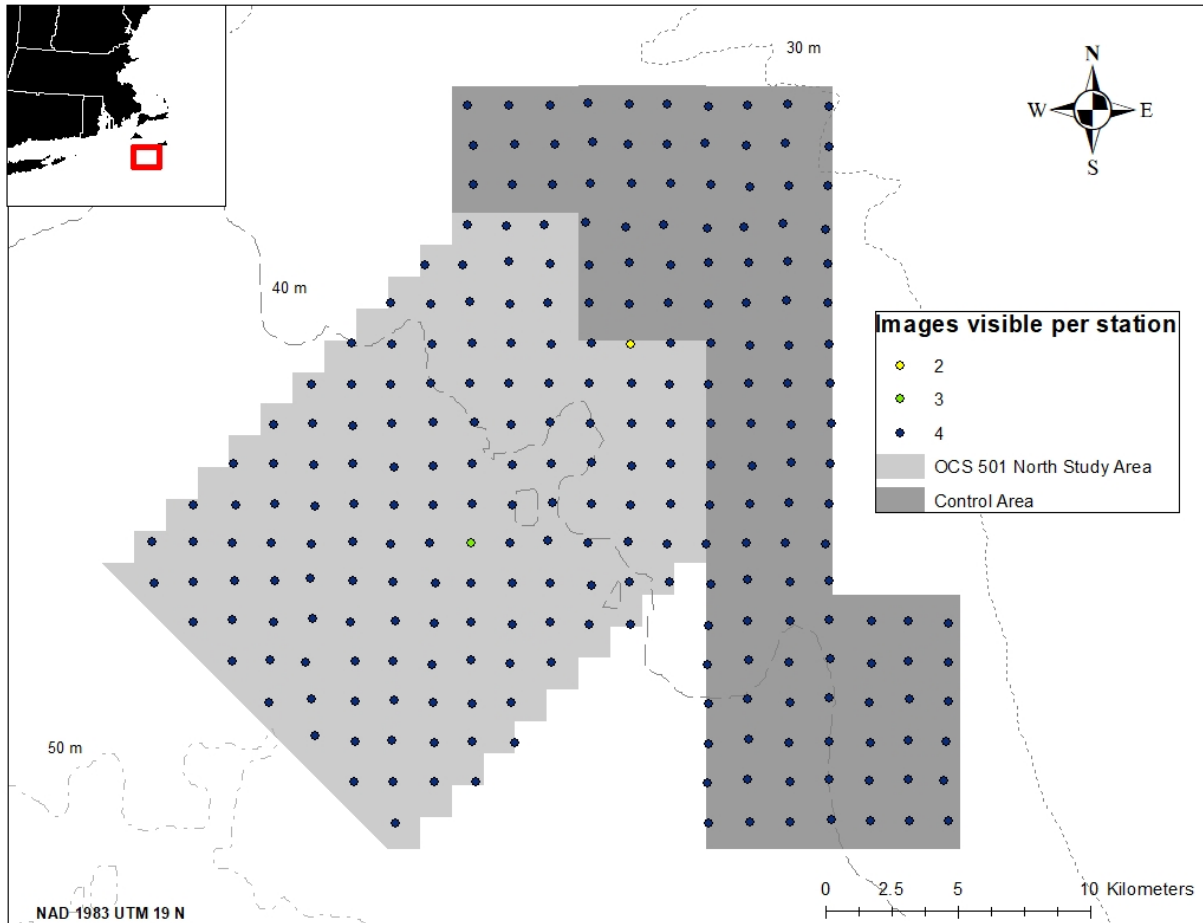 30 m
N
W E
S
40 m
Images visible per station
2
3
4
OCS 501 North Study Area
Control Area
50 m
0 2.5 5 10 Kilometers
NAD 1983 UTM 19 N